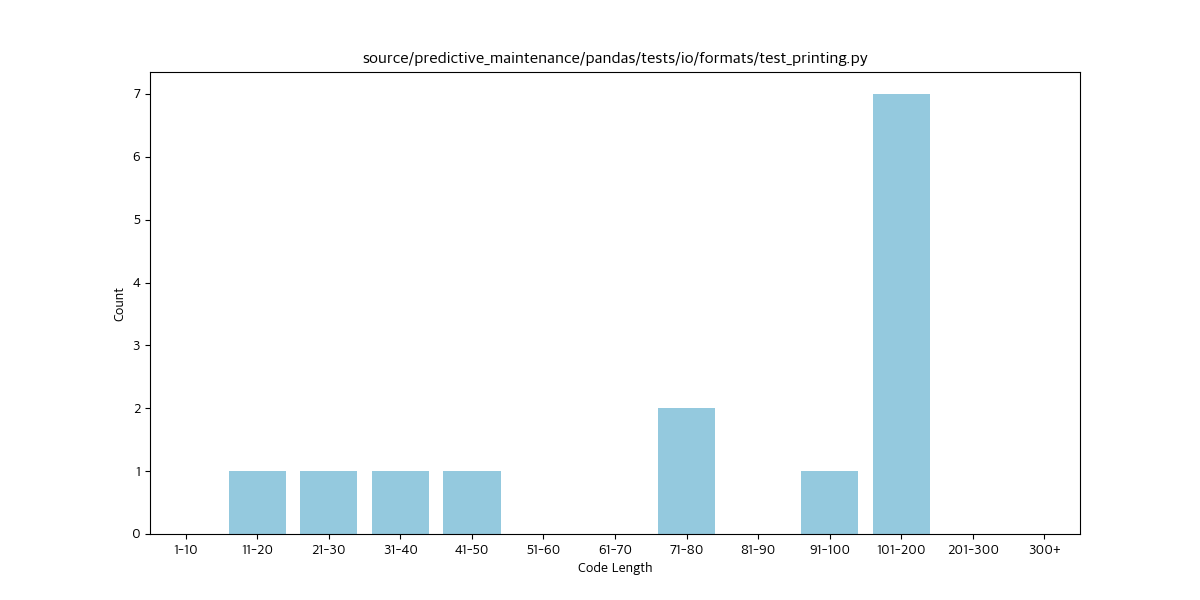 source/predictive_maintenance/pandas/tests/io/formats/test_printing.py
Count
7
6
5
4
3
2
1
0
1-10 11-20 21-30 31-40 41-50 51-60 61-70 71-80 81-90 91-100 101-200 201-300 300+
Code Length